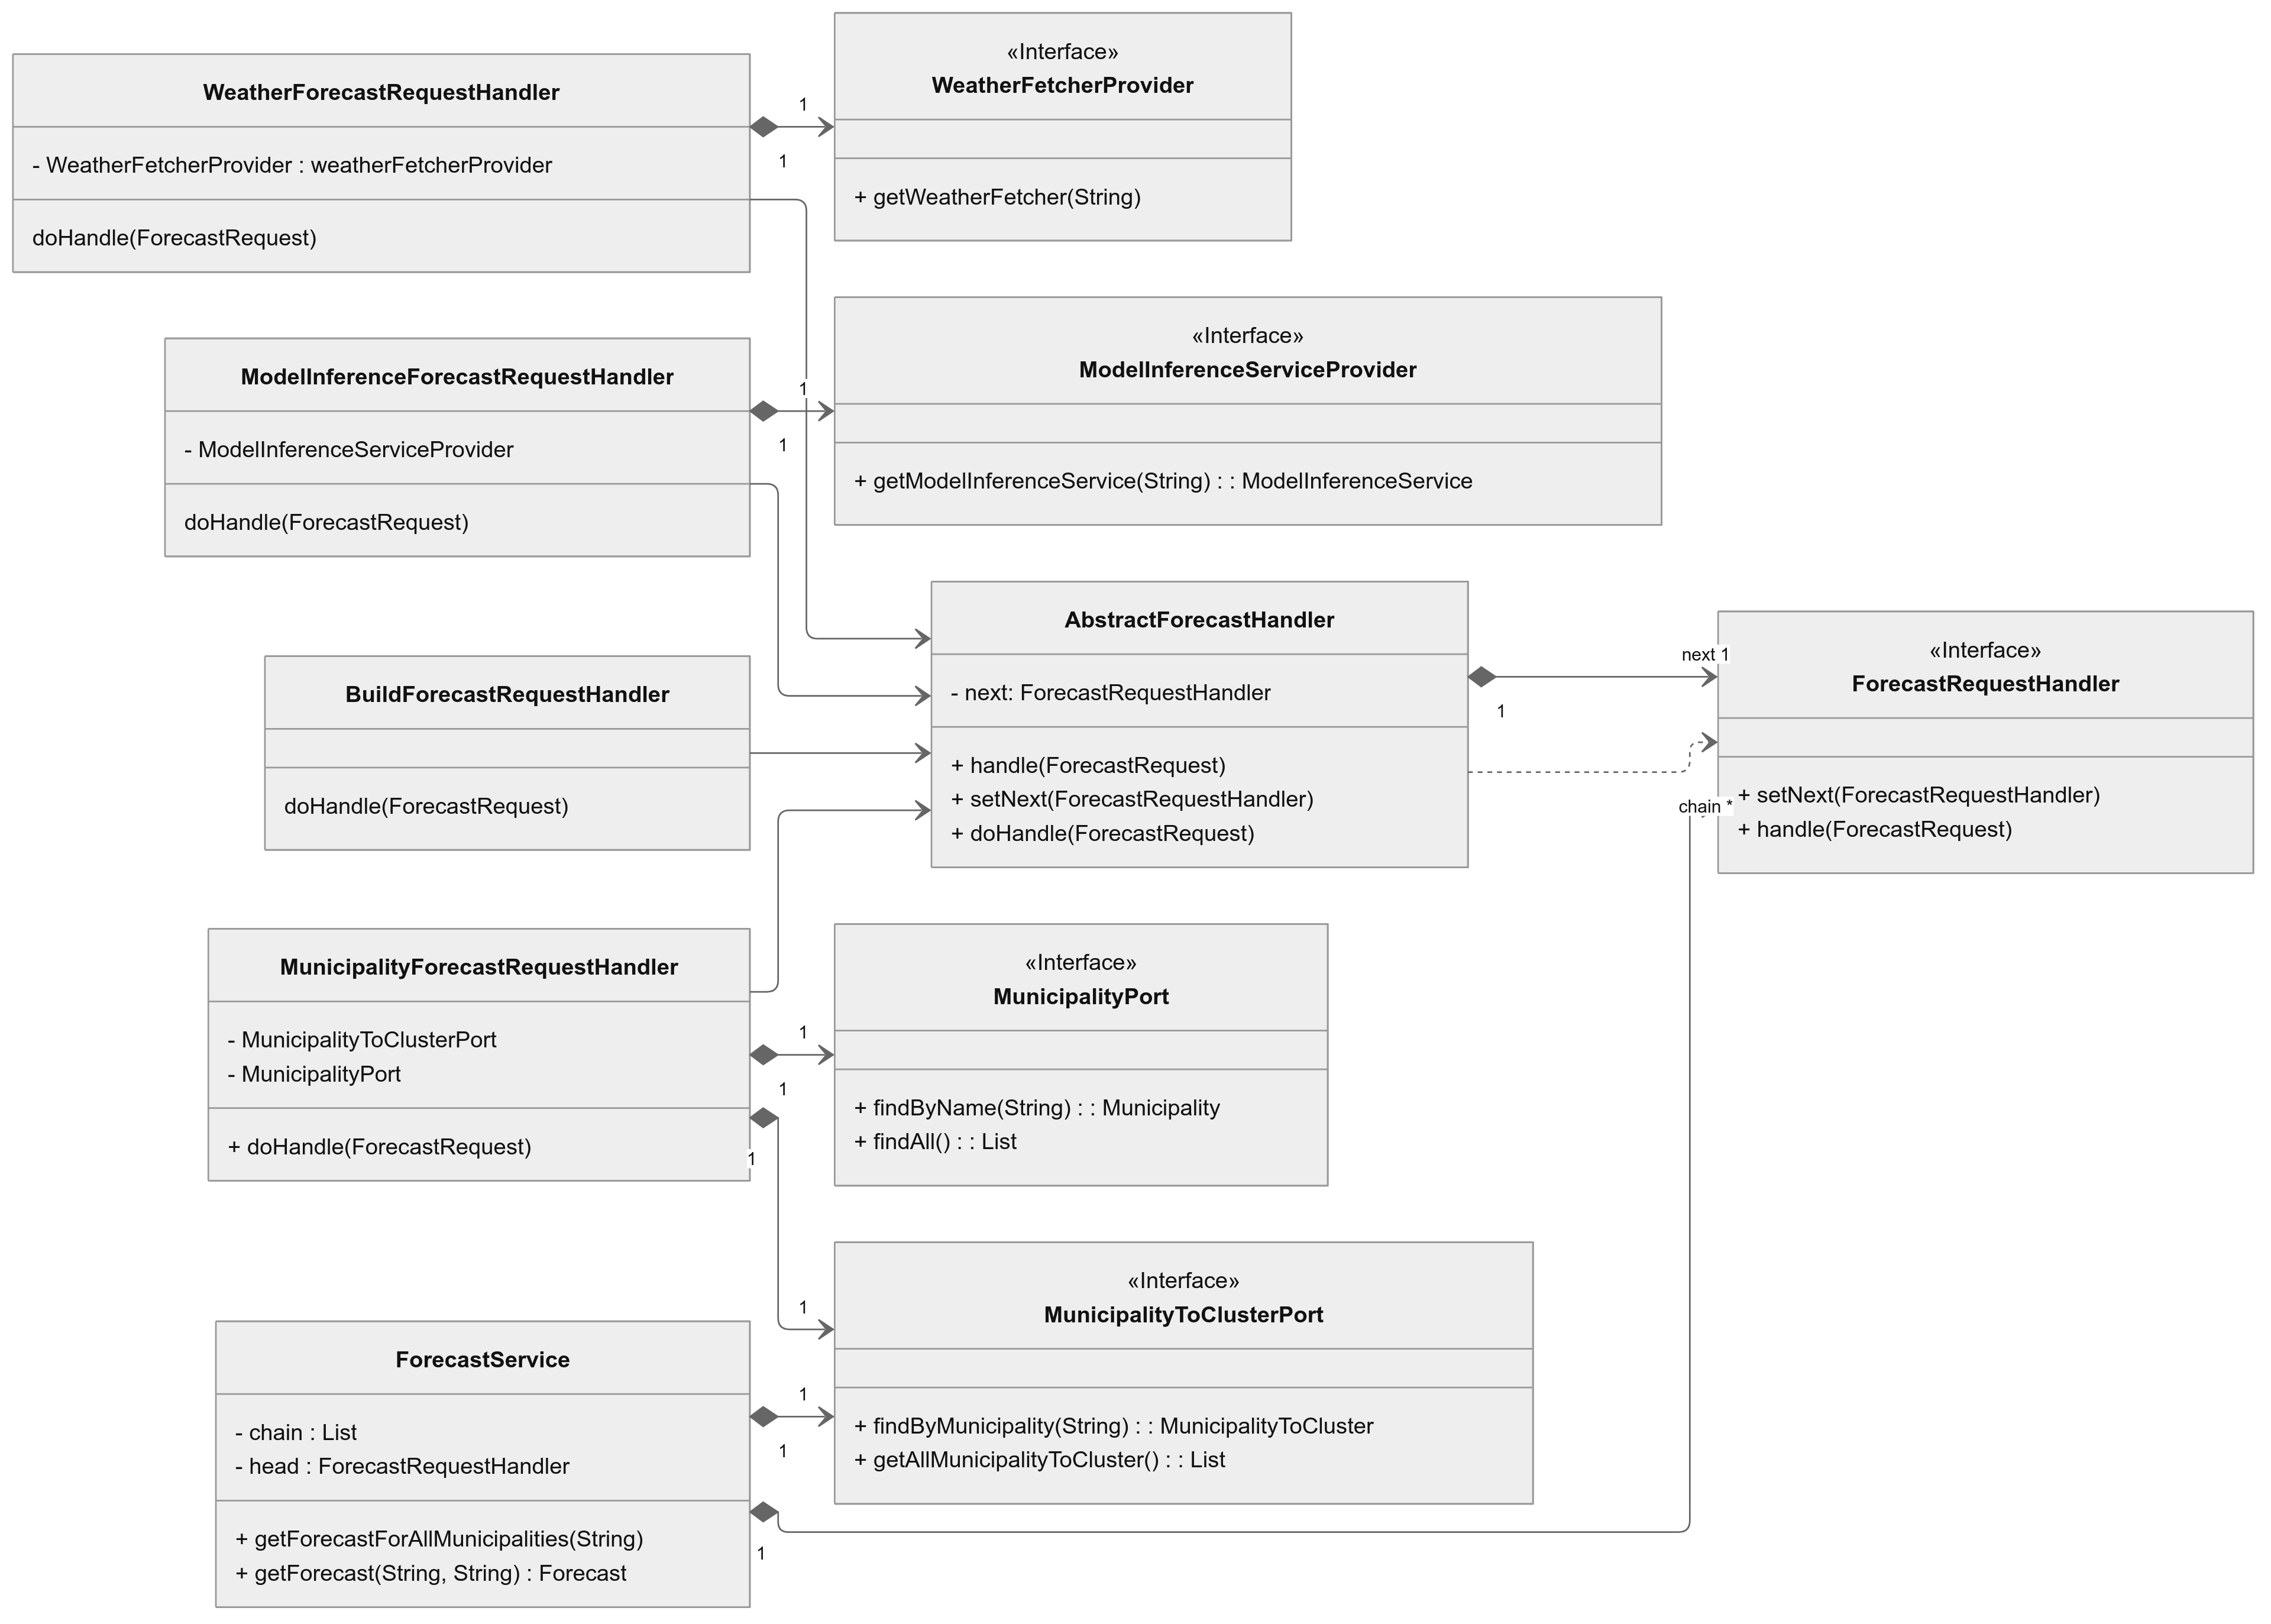 WeatherForecastRequestHandler
- WeatherFetcherProvider : weatherFetcherProvider
doHandle(ForecastRequest)
1
1
«Interface»
WeatherFetcherProvider
+ getWeatherFetcher(String)
ModelInferenceForecastRequestHandler
- ModelInferenceServiceProvider
doHandle(ForecastRequest)
1
1
«Interface»
ModelInferenceServiceProvider
+ getModelInferenceService(String) : : ModelInferenceService
BuildForecastRequestHandler
doHandle(ForecastRequest)
AbstractForecastHandler
- next: ForecastRequestHandler
+ handle(ForecastRequest)
+ setNext(ForecastRequestHandler)
+ doHandle(ForecastRequest)
next 1
1
chain *
«Interface»
ForecastRequestHandler
+ setNext(ForecastRequestHandler)
+ handle(ForecastRequest)
MunicipalityForecastRequestHandler
- MunicipalityToClusterPort
- MunicipalityPort
+ doHandle(ForecastRequest)
1
1
1
1
«Interface»
MunicipalityPort
+ findByName(String) : : Municipality
+ findAll() : : List
«Interface»
MunicipalityToClusterPort
+ findByMunicipality(String) : : MunicipalityToCluster
+ getAllMunicipalityToCluster() : : List
ForecastService
- chain : List
- head : ForecastRequestHandler
+ getForecastForAllMunicipalities(String)
+ getForecast(String, String) : Forecast
1
1
1